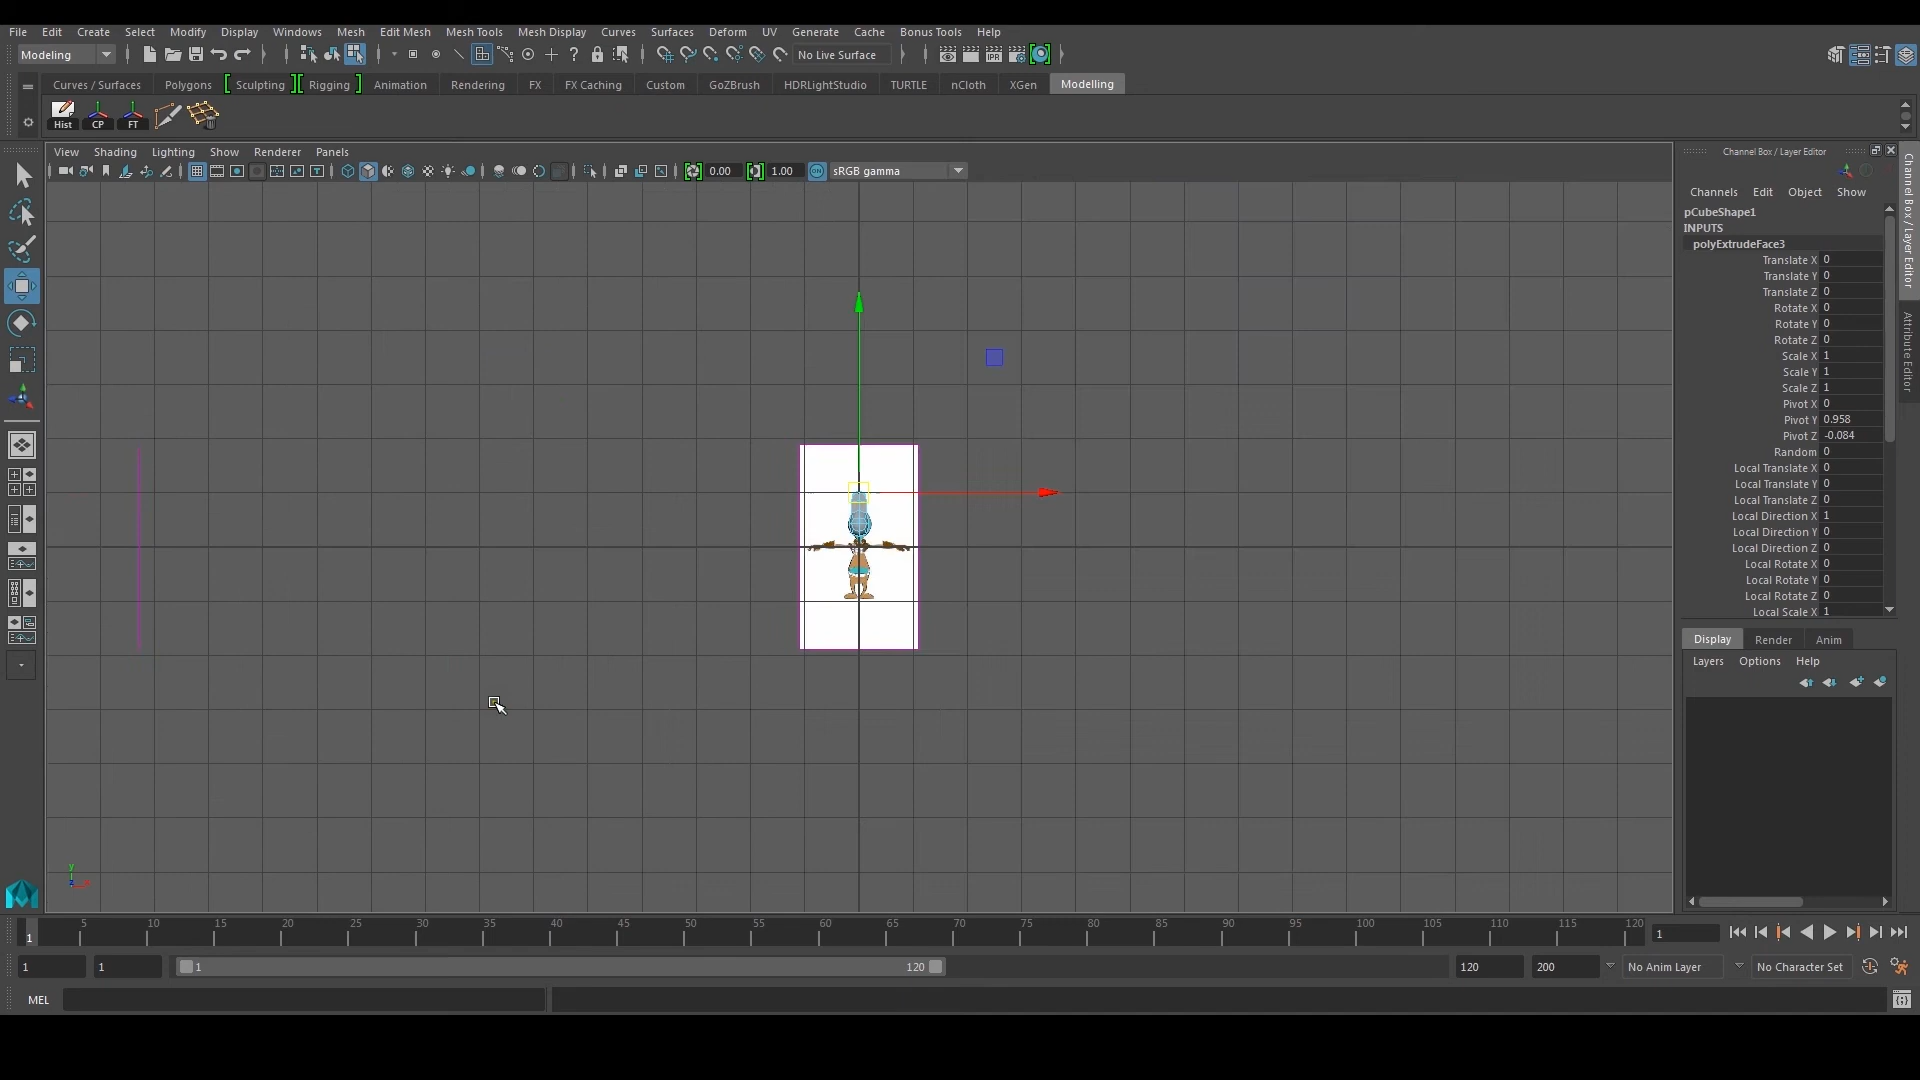 File Edit Create Select Modify Display Windows Mesh Edit Mesh Mesh Tools Mesh Display Curves Surfaces Deform UV Generate Cache Bonus Tools Help
Modeling No Live Surface
Curves / Surfaces Polygons Sculpting Rigging Animation Rendering FX FX Caching Custom GoZBrush HDRLightStudio TURTLE nCloth XGen Modelling
Hist CP FT
View Shading Lighting Show Renderer Panels
0.00 1.00 ON sRGB gamma
Channel Box / Layer Editor
Channels Edit Object Show
pCubeShape1
INPUTS
polyExtrudeFace3
Translate X 0
Translate Y 0
Translate Z 0
Rotate X 0
Rotate Y 0
Rotate Z 0
Scale X 1
Scale Y 1
Scale Z 1
Pivot X 0
Pivot Y 0.958
Pivot Z -0.084
Random 0
Local Translate X 0
Local Translate Y 0
Local Translate Z 0
Local Direction X 1
Local Direction Y 0
Local Direction Z 0
Local Rotate X 0
Local Rotate Y 0
Local Rotate Z 0
Local Scale X 1
Channel Box / Layer Editor
Attribute Editor
Display Render Anim
Layers Options Help
y
z
1 5 10 15 20 25 30 35 40 45 50 55 60 65 70 75 80 85 90 95 100 105 110 115 120 1
1 1 1 120 120 200 No Anim Layer No Character Set
MEL